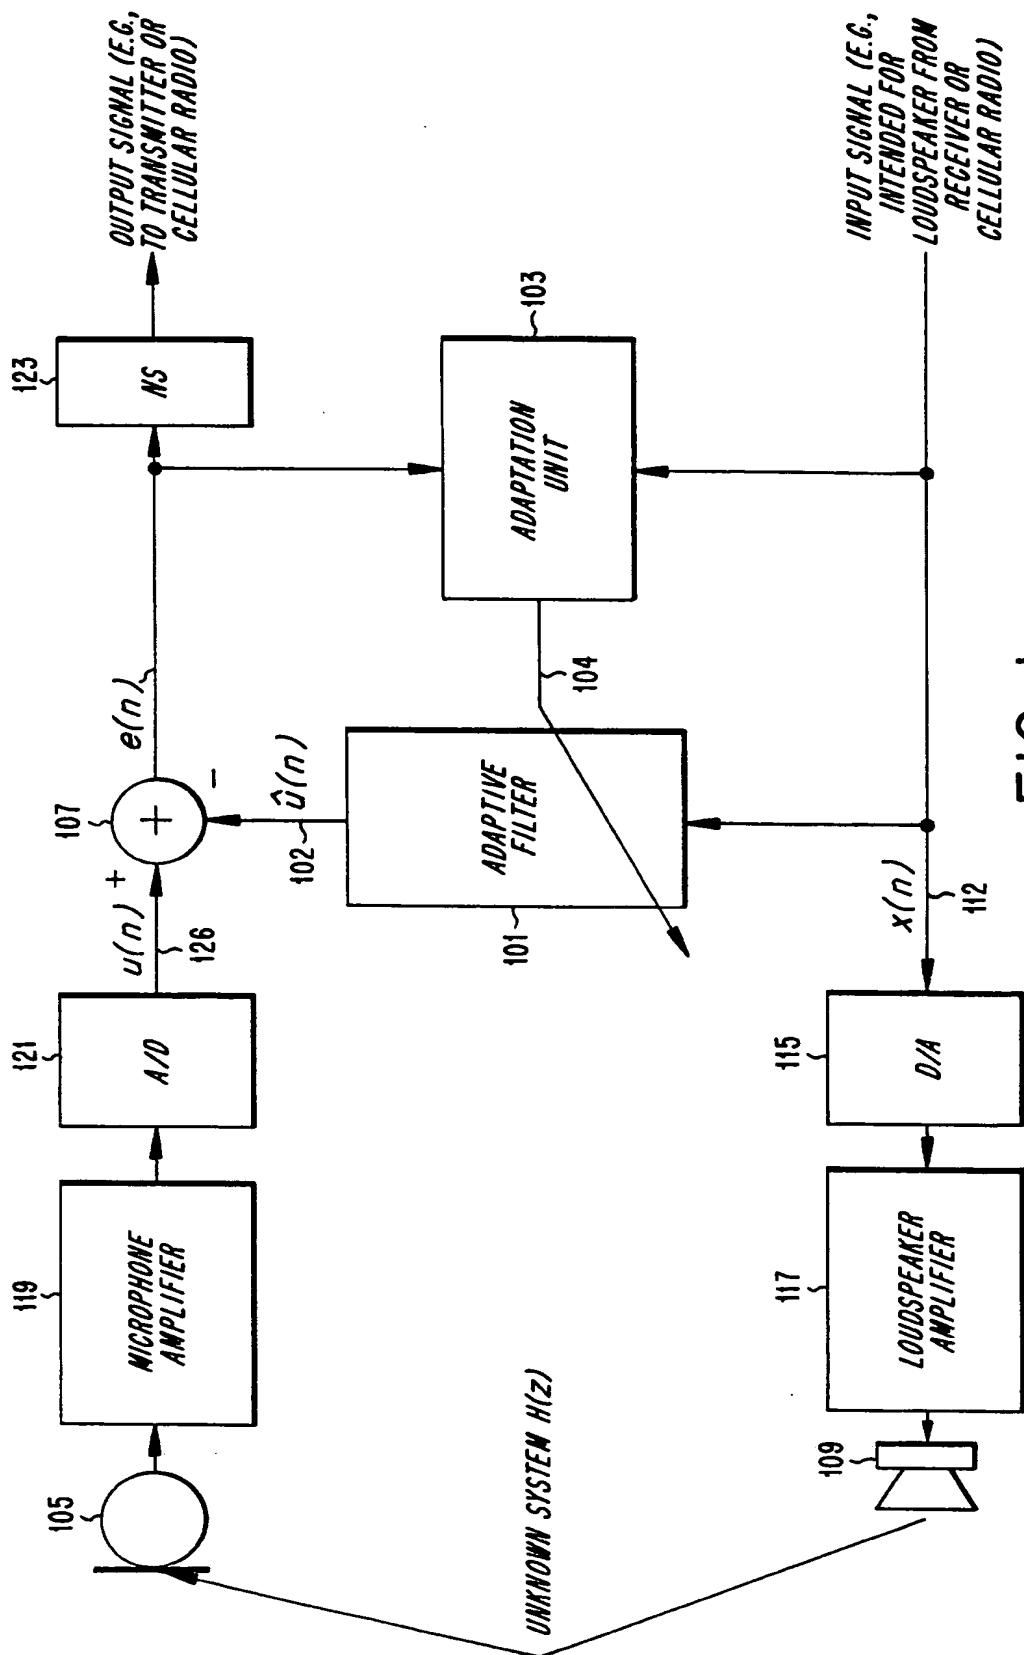 105
119
MICROPHONE
AMPLIFIER
121
A/D
u(n)
+
126
107
+
-
e(n)
123
NS
OUTPUT SIGNAL (E.G.,
TO TRANSMITTER OR
CELLULAR RADIO)
102
û(n)
101
ADAPTIVE
FILTER
104
ADAPTATION
UNIT
103
UNKNOWN SYSTEM H(Z)
109
117
LOUDSPEAKER
AMPLIFIER
115
D/A
x(n)
112
INPUT SIGNAL (E.G.,
INTENDED FOR
LOUDSPEAKER FROM
RECEIVER OR
CELLULAR RADIO)